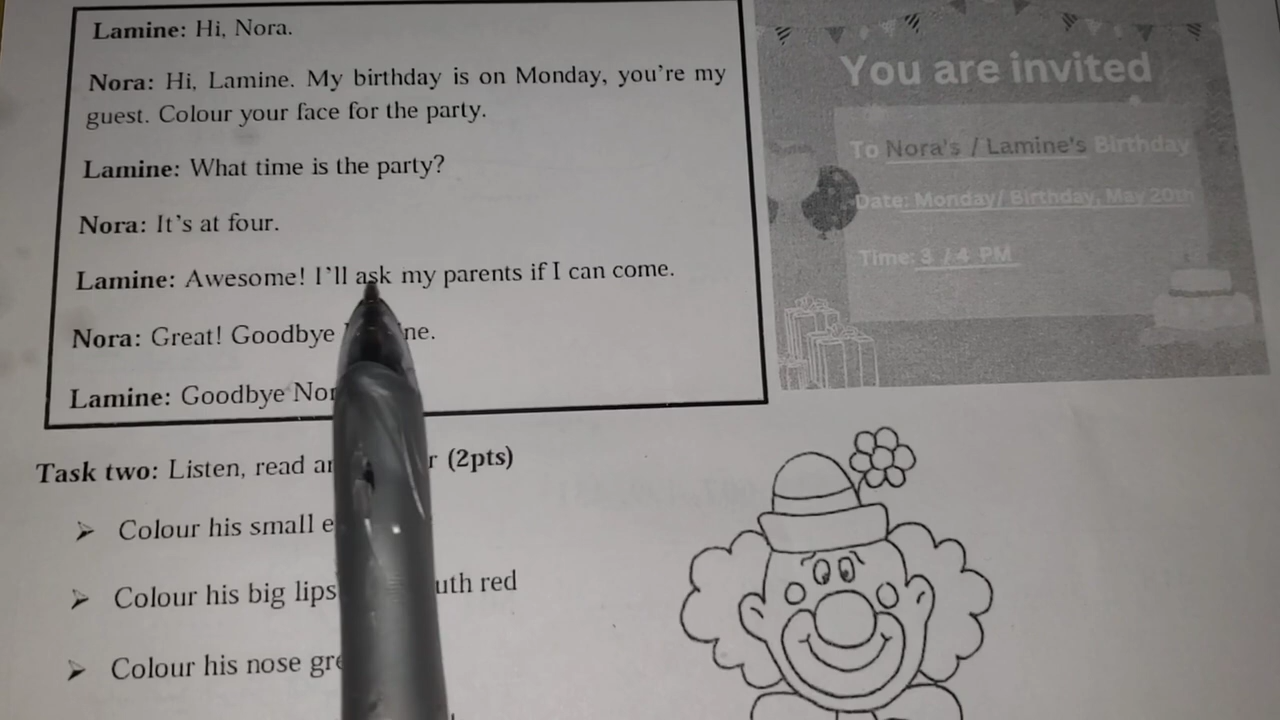 Lamine: Hi, Nora.
Nora: Hi, Lamine. My birthday is on Monday, you're my
guest. Colour your face for the party.
Lamine: What time is the party?
Nora: It's at four.
Lamine: Awesome! I'll ask my parents if I can come.
Nora: Great! Goodbye
Lamine: Goodbye
Task two: Listen, read (2pts)
Colour his small
Colour his big lips red
Colour his nose
You are invited
To Nora's / Lamine's Birthday
Date: Monday/ Birthday, May 20th
Time: 3 / 4 PM